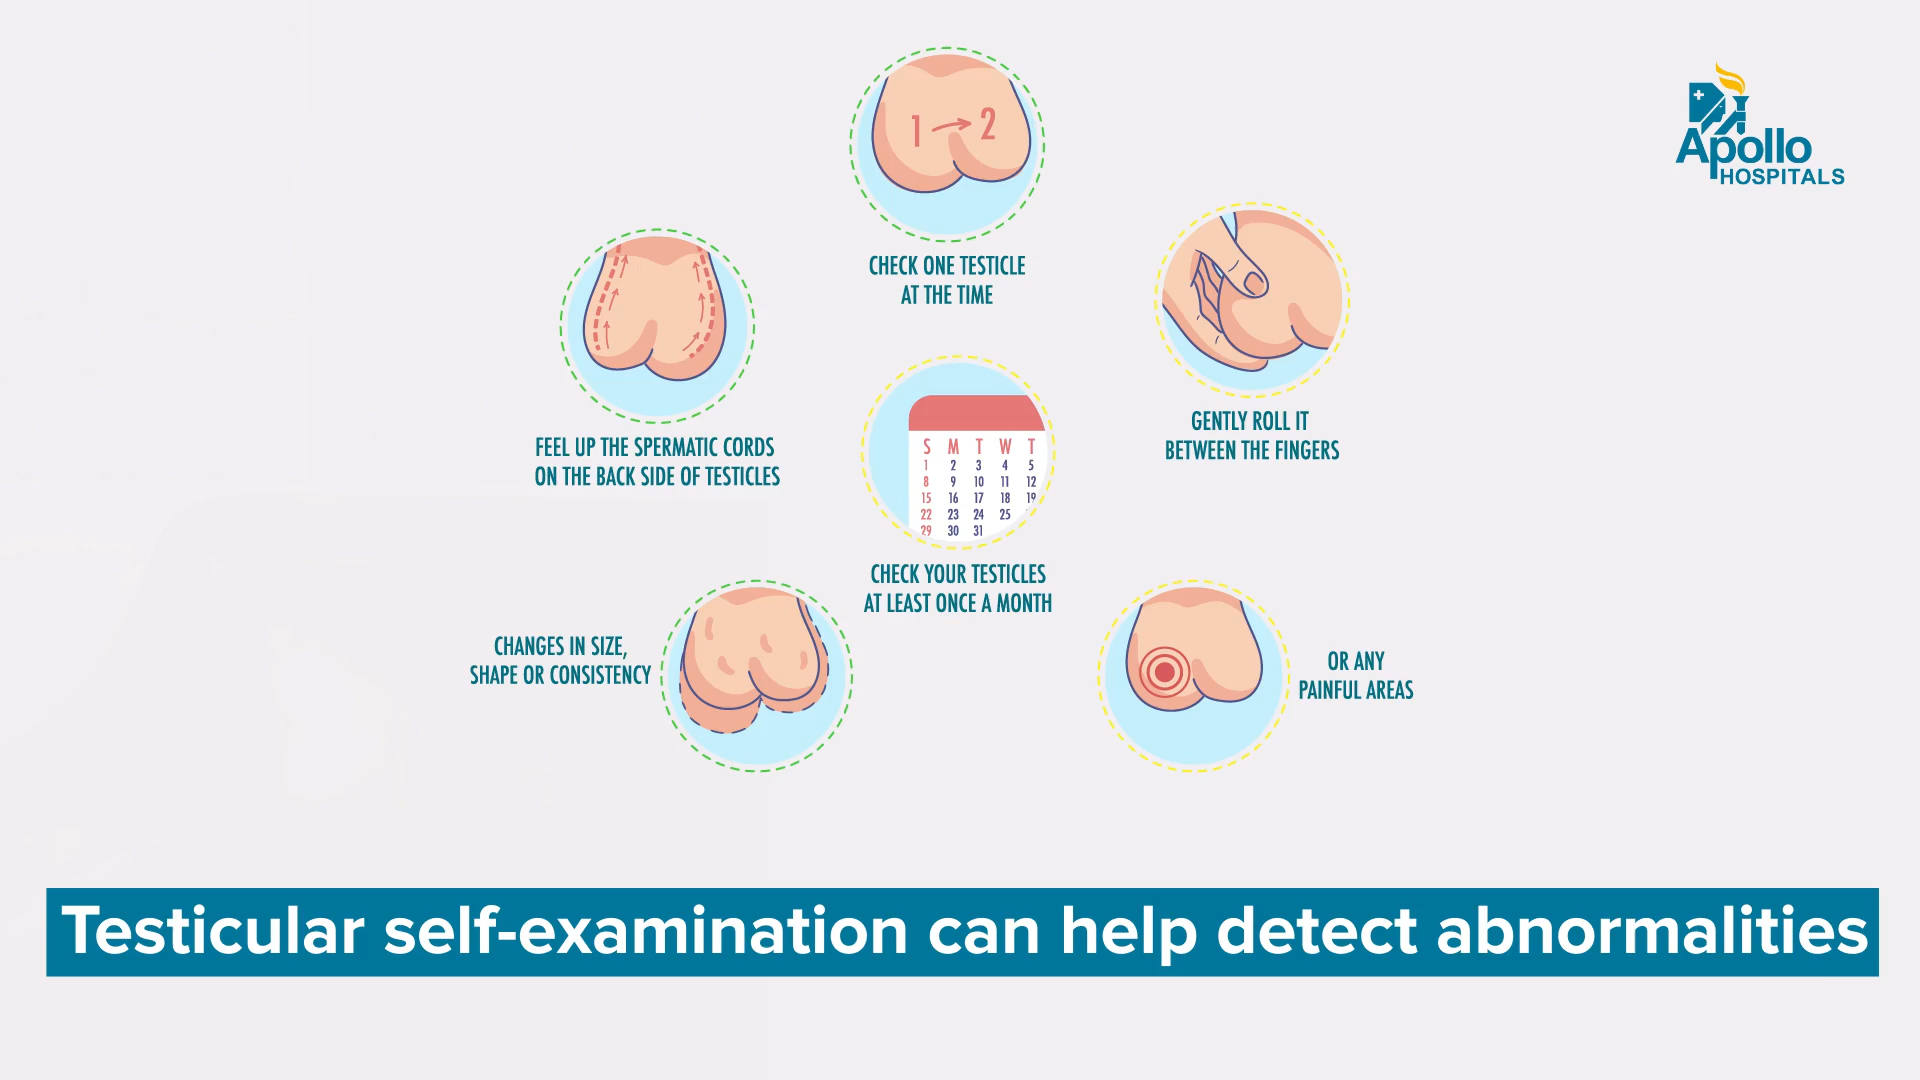 Apollo
HOSPITALS
1 → 2
CHECK ONE TESTICLE
AT THE TIME
GENTLY ROLL IT
BETWEEN THE FINGERS
FEEL UP THE SPERMATIC CORDS
ON THE BACK SIDE OF TESTICLES
S M T W T
1 2 3 4 5
8 9 10 11 12
15 16 17 18 19
22 23 24 25
29 30 31
CHECK YOUR TESTICLES
AT LEAST ONCE A MONTH
CHANGES IN SIZE,
SHAPE OR CONSISTENCY
OR ANY
PAINFUL AREAS
Testicular self-examination can help detect abnormalities